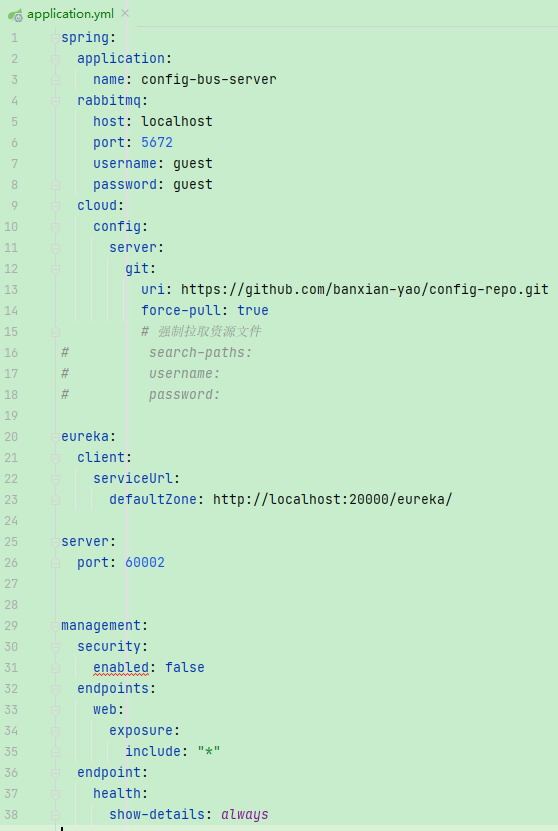 application.yml
1 spring:
2   application:
3     name: config-bus-server
4   rabbitmq:
5     host: localhost
6     port: 5672
7     username: guest
8     password: guest
9   cloud:
10     config:
11       server:
12         git:
13           uri: https://github.com/banxian-yao/config-repo.git
14           force-pull: true
15           # 强制拉取资源文件
16 #          search-paths:
17 #          username:
18 #          password:
19
20 eureka:
21   client:
22     serviceUrl:
23       defaultZone: http://localhost:20000/eureka/
24
25 server:
26   port: 60002
27
28
29 management:
30   security:
31     enabled: false
32   endpoints:
33     web:
34       exposure:
35         include: "*"
36   endpoint:
37     health:
38       show-details: always